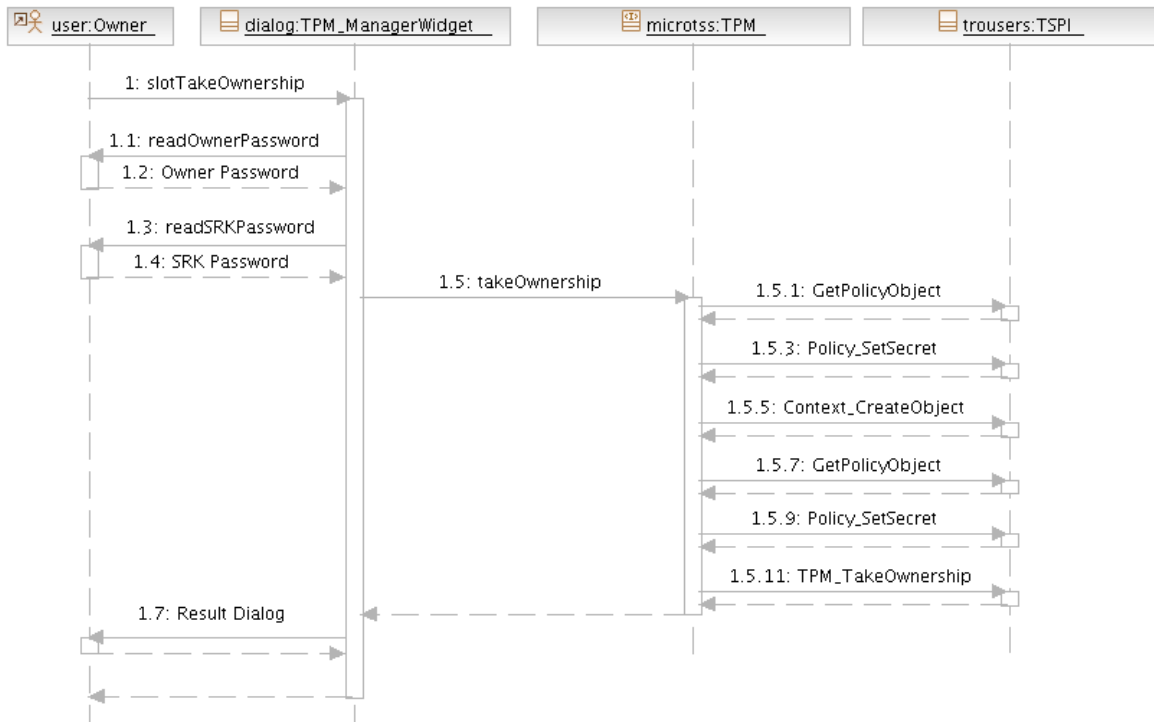 user:Owner
dialog:TPM_ManagerWidget
microtss:TPM
trousers:TSPI
1: slotTakeOwnership
1.1: readOwnerPassword
1.2: Owner Password
1.3: readSRKPassword
1.4: SRK Password
1.5: takeOwnership
1.5.1: GetPolicyObject
1.5.3: Policy_SetSecret
1.5.5: Context_CreateObject
1.5.7: GetPolicyObject
1.5.9: Policy_SetSecret
1.5.11: TPM_TakeOwnership
1.7: Result Dialog